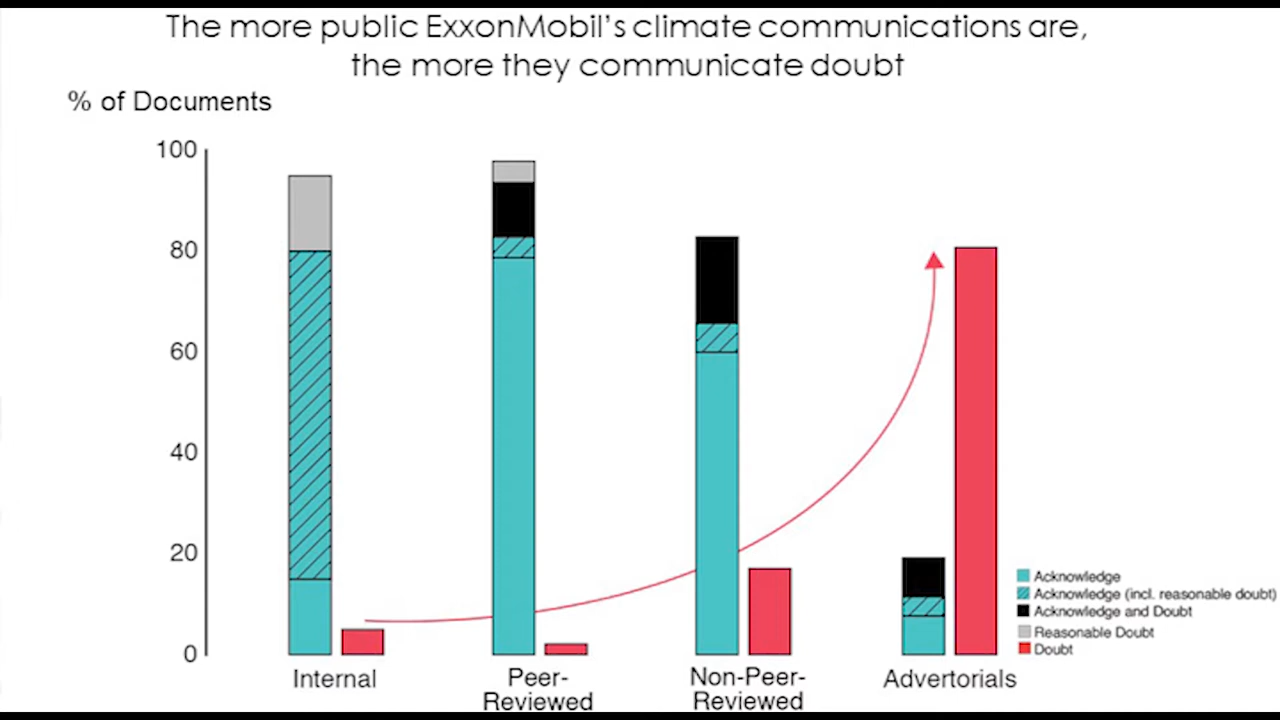 The more public ExxonMobil's climate communications are,
the more they communicate doubt
% of Documents
100
80
60
40
20
0
Internal
Peer-
Reviewed
Non-Peer-
Reviewed
Advertorials
Acknowledge
Acknowledge (incl. reasonable doubt)
Acknowledge and Doubt
Reasonable Doubt
Doubt